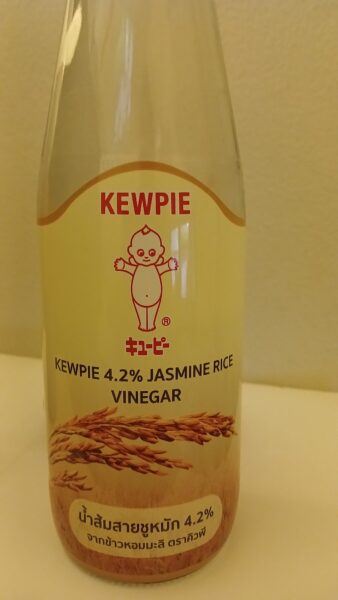 KEWPIE
®
キューピー
KEWPIE 4.2% JASMINE RICE
VINEGAR
น้ำส้มสายชูหมัก 4.2%
จากข้าวหอมมะลิ ตราคิวพี